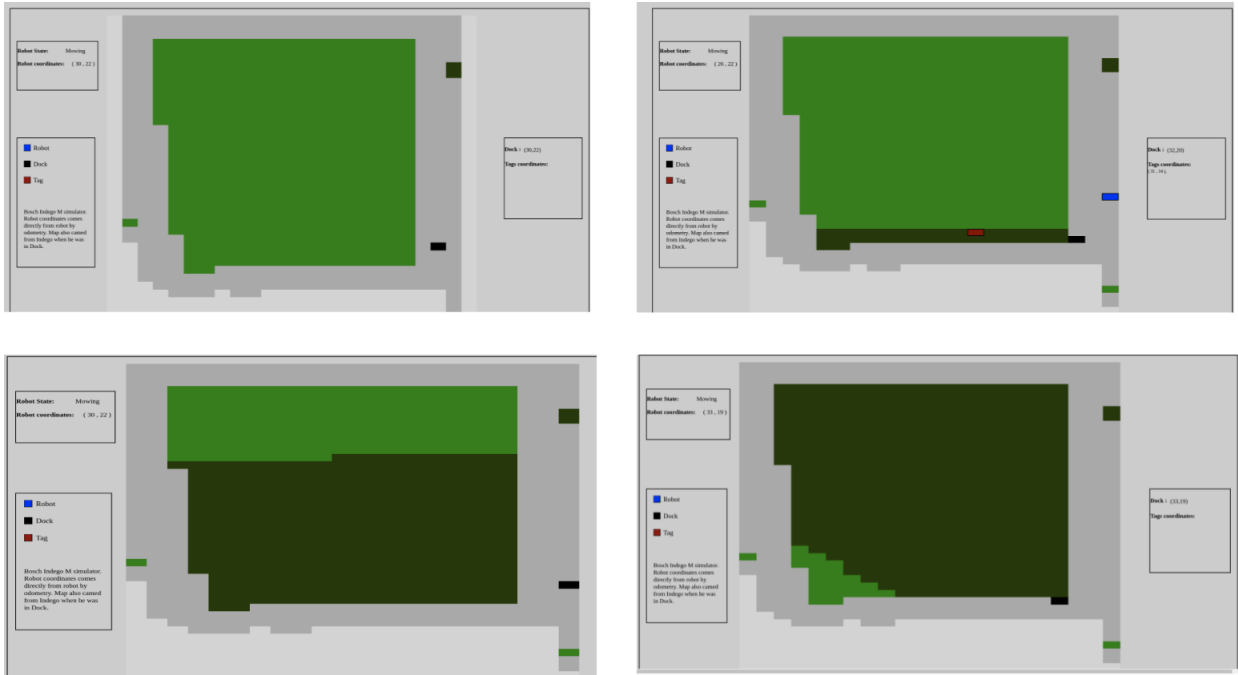 Robot State: Mowing
Robot coordinates: ( 30 , 22 )
Robot
Dock
Tag
Bosch Indego M simulator.
Robot coordinates comes
directly from robot by
odometry. Map also camed
from Indego when he was
in Dock.
Dock : (30,22)
Tags coordinates:
Robot State: Mowing
Robot coordinates: ( 26 , 22 )
Robot
Dock
Tag
Bosch Indego M simulator.
Robot coordinates comes
directly from robot by
odometry. Map also camed
from Indego when he was
in Dock.
Dock : (32,20)
Tags coordinates:
Robot State: Mowing
Robot coordinates: ( 30 , 22 )
Robot
Dock
Tag
Bosch Indego M simulator.
Robot coordinates comes
directly from robot by
odometry. Map also camed
from Indego when he was
in Dock.
Robot State: Mowing
Robot coordinates: ( 33 , 19 )
Robot
Dock
Tag
Bosch Indego M simulator.
Robot coordinates comes
directly from robot by
odometry. Map also camed
from Indego when he was
in Dock.
Dock : (33,19)
Tags coordinates: